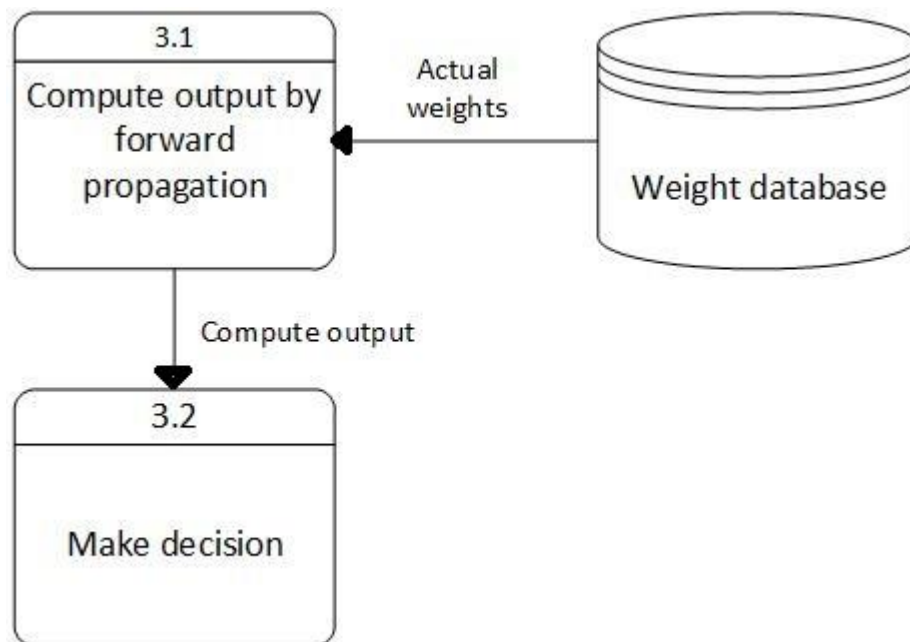 3.1
Compute output by
forward
propagation
Actual
weights
Weight database
Compute output
3.2
Make decision